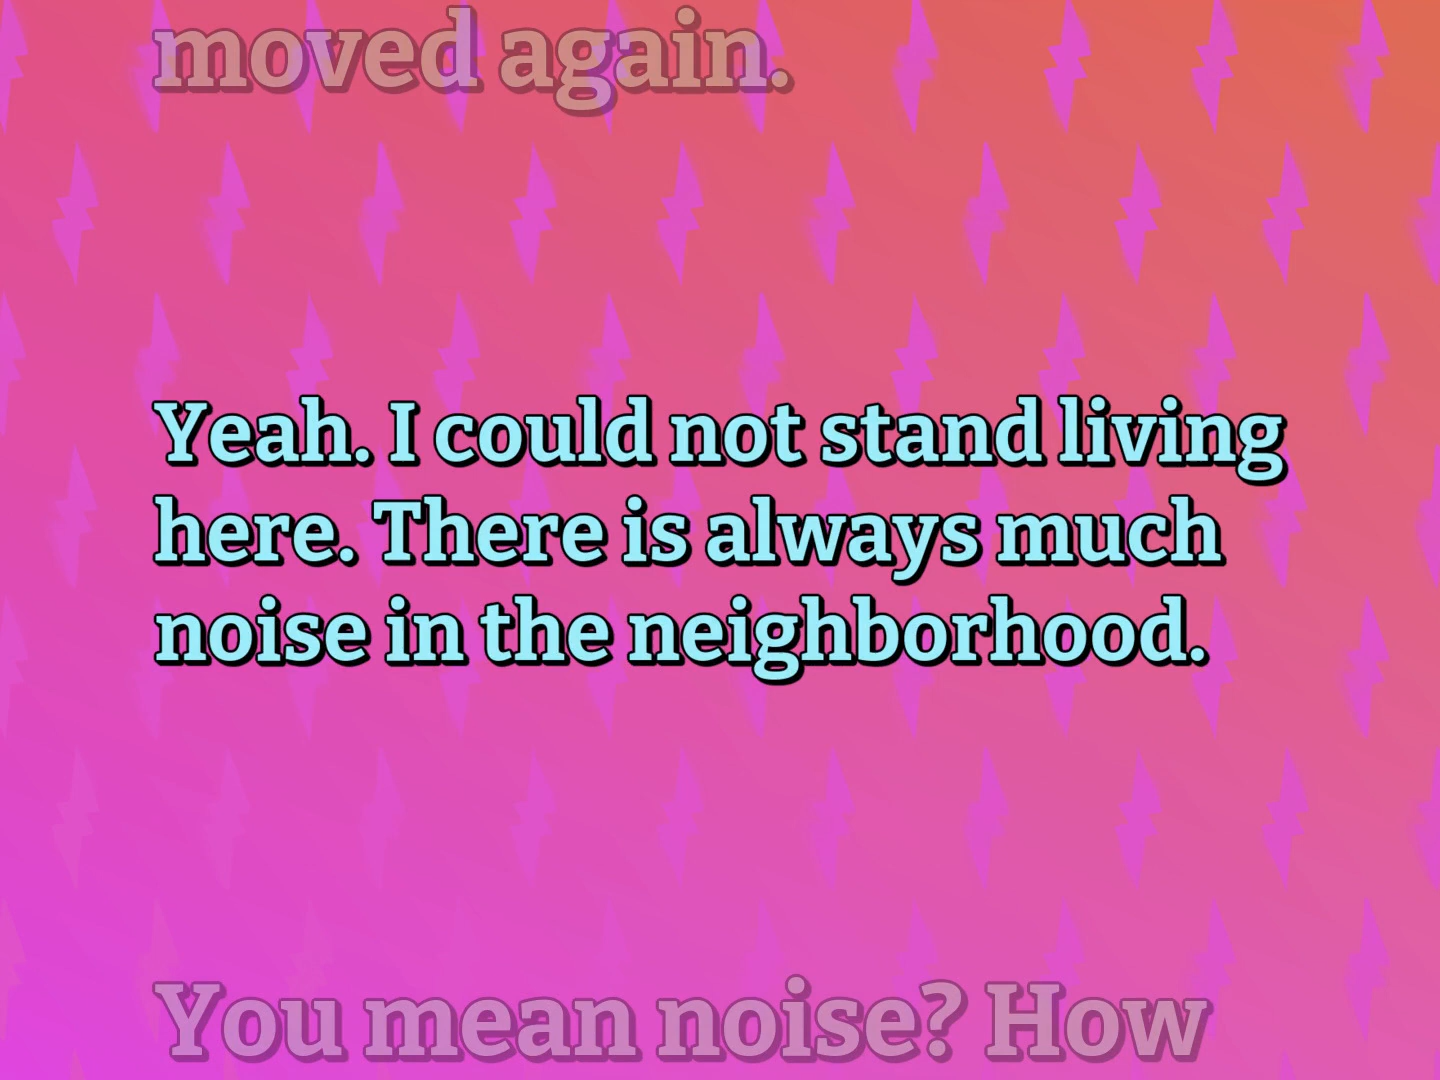 moved again.
Yeah. I could not stand living
here. There is always much
noise in the neighborhood.
You mean noise? How